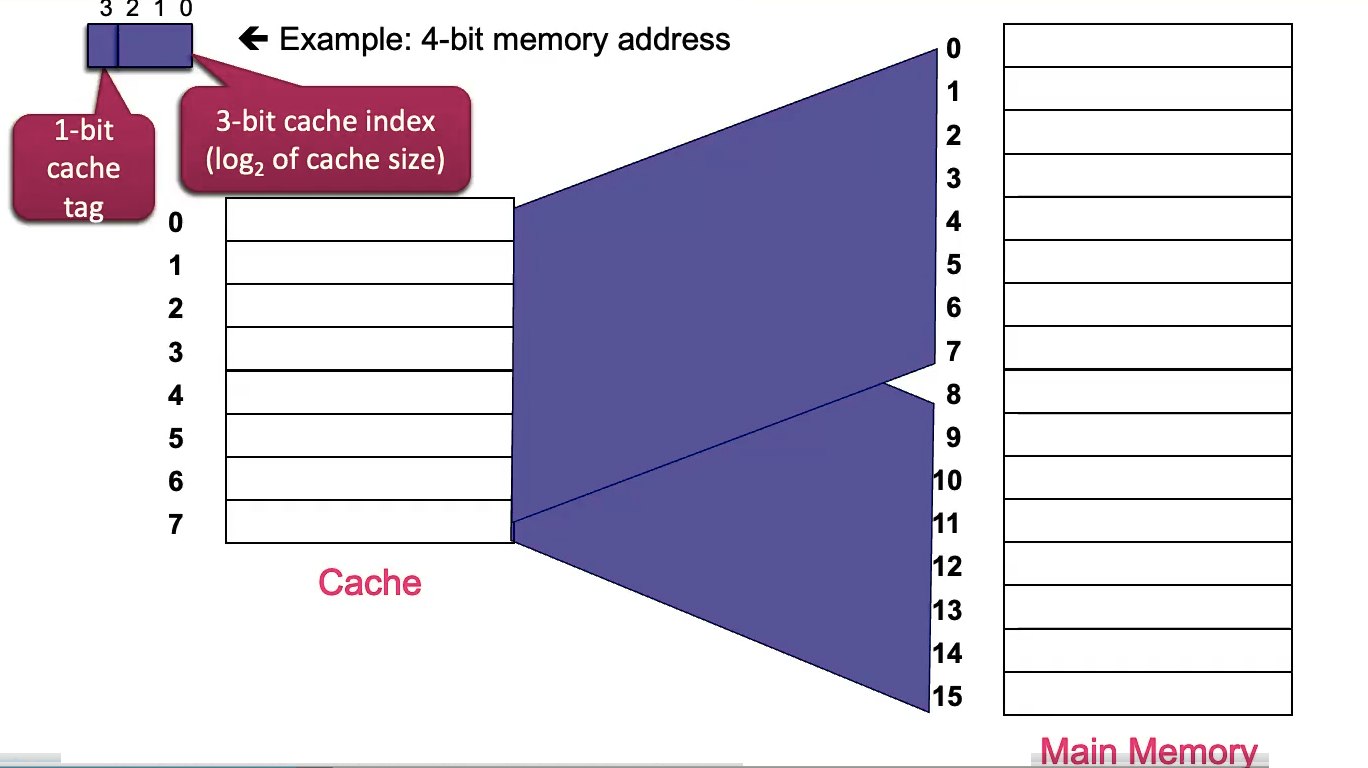 3 2 1 0
🡸 Example: 4-bit memory address
1-bit
cache
tag
3-bit cache index
(log₂ of cache size)
0
1
2
3
4
5
6
7
Cache
0
1
2
3
4
5
6
7
8
9
10
11
12
13
14
15
Main Memory